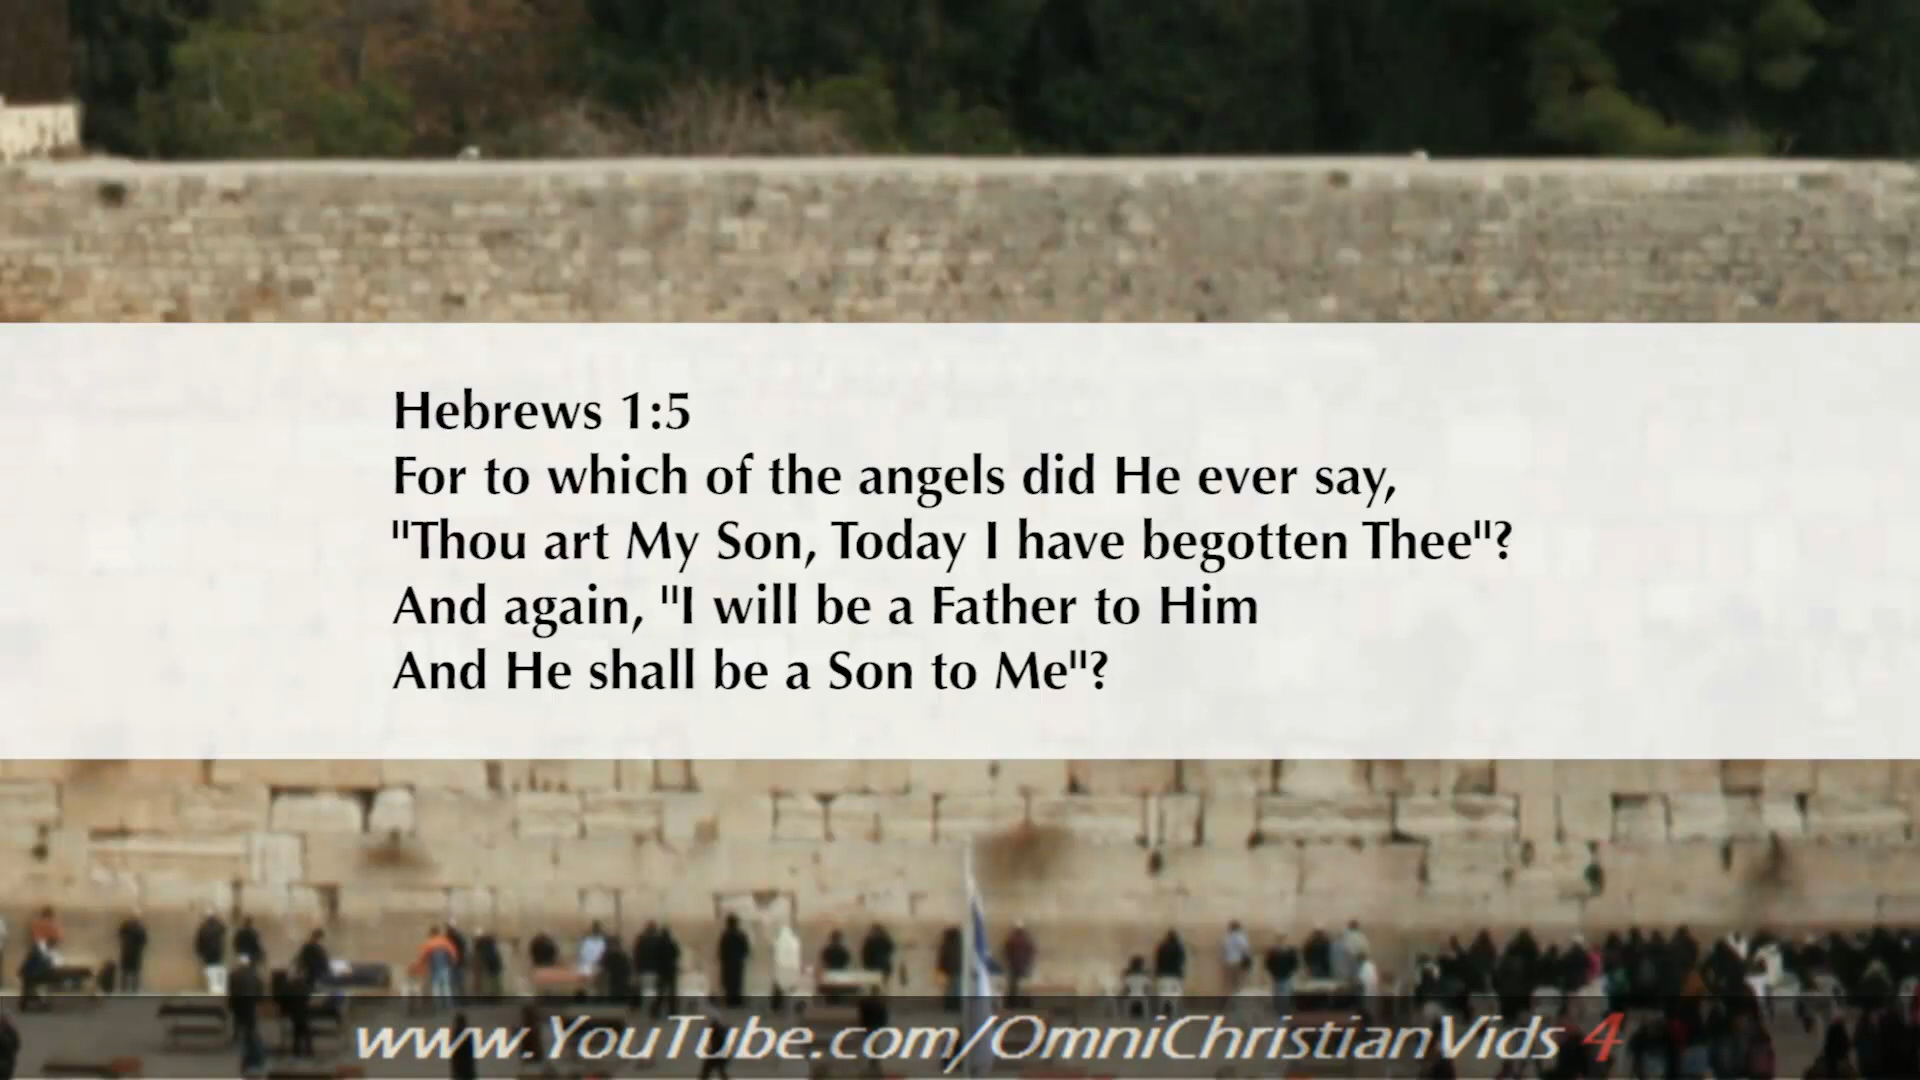 Hebrews 1:5
For to which of the angels did He ever say,
"Thou art My Son, Today I have begotten Thee"?
And again, "I will be a Father to Him
And He shall be a Son to Me"?
www.YouTube.com/OmniChristianVids 4